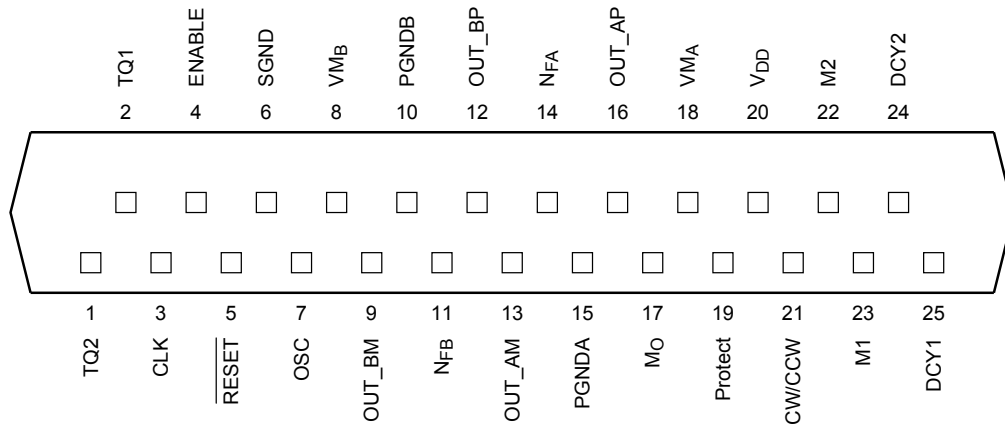 TQ1 ENABLE SGND VMB PGNDB OUT_BP NFA OUT_AP VMA VDD M2 DCY2
2 4 6 8 10 12 14 16 18 20 22 24
1 3 5 7 9 11 13 15 17 19 21 23 25
TQ2 CLK RESET OSC OUT_BM NFB OUT_AM PGNDA MO Protect CW/CCW M1 DCY1